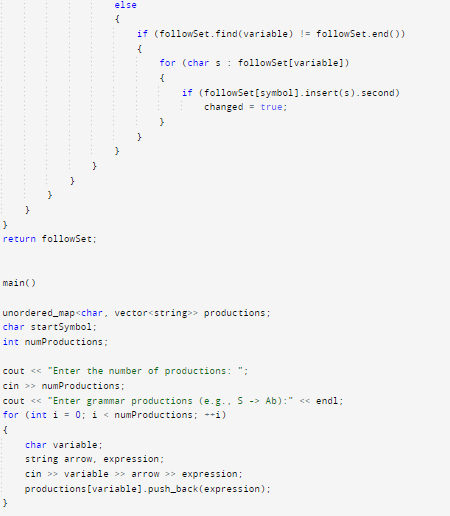 else
{
if (followSet.find(variable) != followSet.end())
{
for (char s : followSet[variable])
{
if (followSet[symbol].insert(s).second)
changed = true;
}
}
}
}
}
}
}
}
return followSet;
main()
unordered_map<char, vector<string>> productions;
char startSymbol;
int numProductions;
cout << "Enter the number of productions: ";
cin >> numProductions;
cout << "Enter grammar productions (e.g., S -> Ab):" << endl;
for (int i = 0; i < numProductions; ++i)
{
char variable;
string arrow, expression;
cin >> variable >> arrow >> expression;
productions[variable].push_back(expression);
}